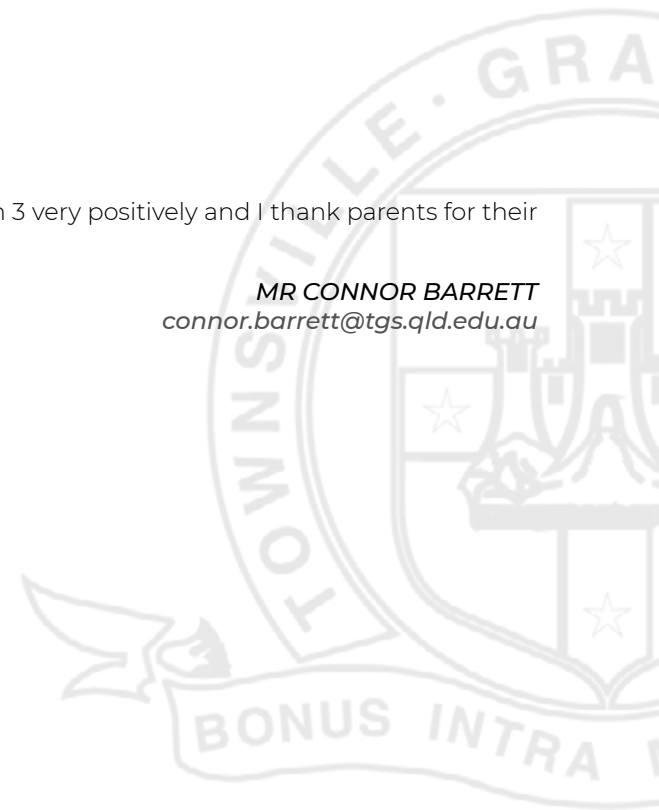 3 very positively and I thank parents for their
MR CONNOR BARRETT
connor.barrett@tgs.qld.edu.au
TOWNSVILLE · GRA
BONUS INTRA